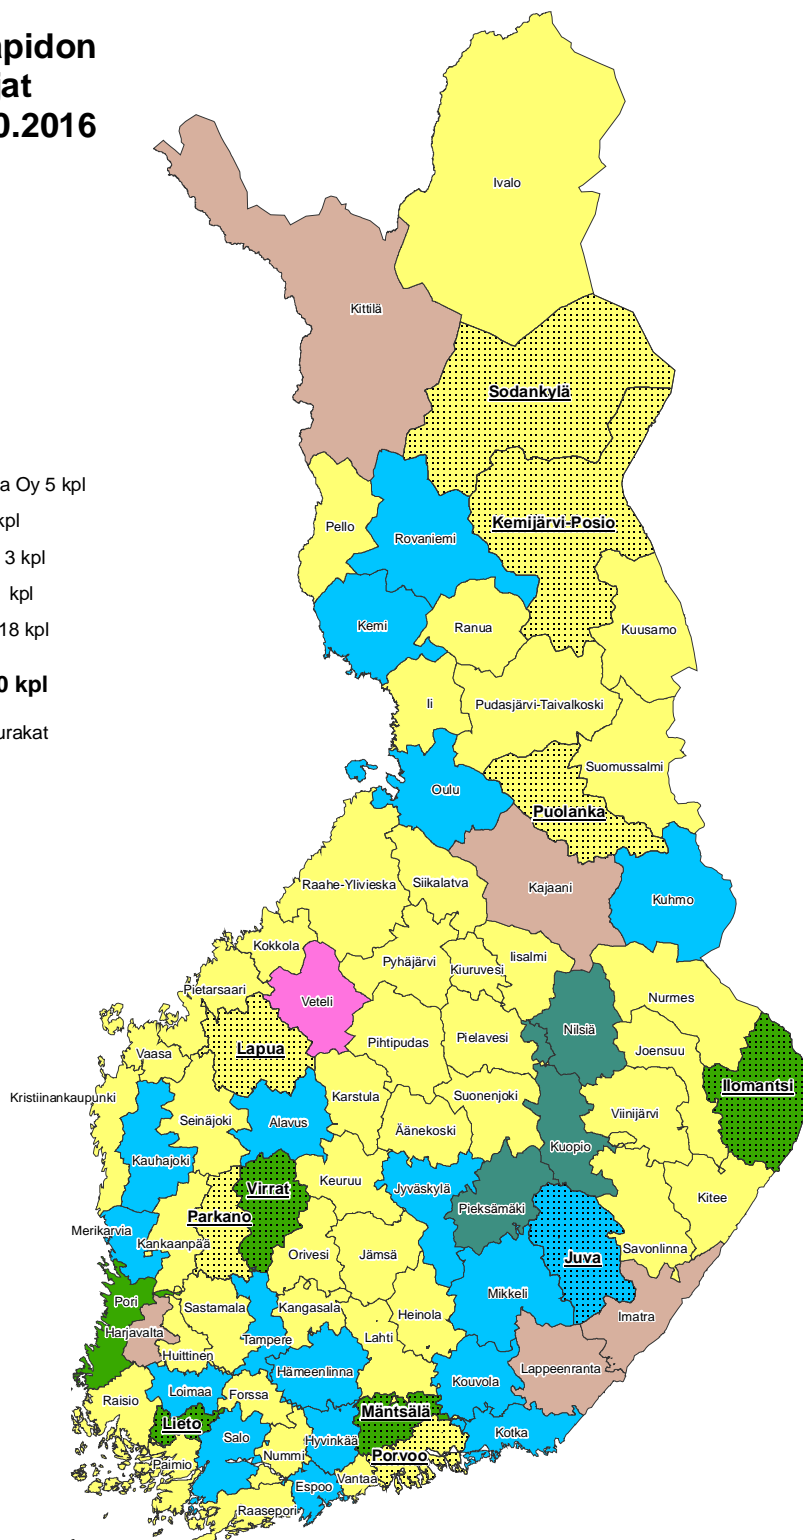 apidon
jat
0.2016
Ivalo
Kittilä
Sodankylä
a Oy 5 kpl
kpl
3 kpl
kpl
18 kpl
0 kpl
urakat
Pello
Rovaniemi
Kemijärvi-Posio
Kemi
Ranua
Kuusamo
Ii
Pudasjärvi-Taivalkoski
Suomussalmi
Oulu
Puolanka
Raahe-Ylivieska
Siikalatva
Kajaani
Kuhmo
Kokkola
Pyhäjärvi
Kiuruvesi
Iisalmi
Pietarsaari
Veteli
Nurmes
Nilsiä
Vaasa
Lapua
Pihtipudas
Pielavesi
Joensuu
Ilomantsi
Kristiinankaupunki
Seinäjoki
Alavus
Karstula
Suonenjoki
Äänekoski
Viinijärvi
Kuopio
Kauhajoki
Virrat
Keuruu
Jyväskylä
Pieksämäki
Kitee
Merikarvia
Parkano
Kankaanpää
Orivesi
Jämsä
Juva
Savonlinna
Pori
Sastamala
Kangasala
Heinola
Mikkeli
Imatra
Harjavalta
Huittinen
Tampere
Lahti
Hämeenlinna
Lappeenranta
Raisio
Loimaa
Forssa
Kouvola
Lieto
Salo
Hyvinkää
Mäntsälä
Kotka
Paimio
Nummi
Porvoo
Espoo
Vantaa
Raasepori